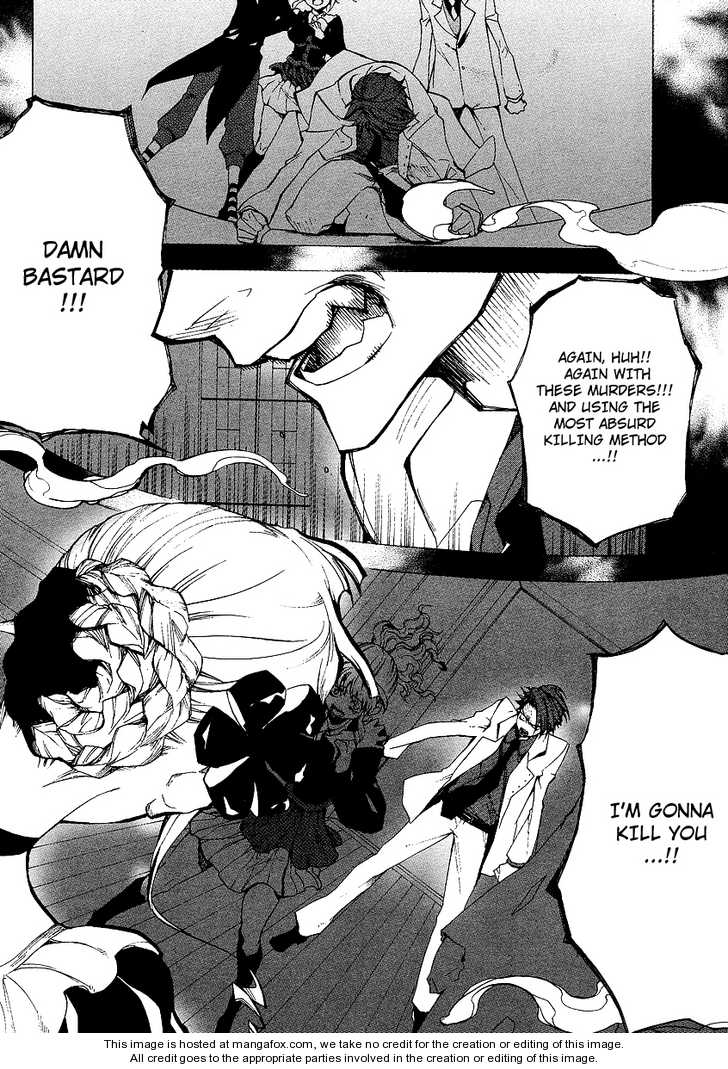 DAMN
BASTARD
!!!
AGAIN, HUH!!
AGAIN WITH
THESE MURDERS!!!
AND USING THE
MOST ABSURD
KILLING METHOD
...!!
I'M GONNA
KILL YOU
...!!
This image is hosted at mangafox.com, we take no credit for the creation or editing of this image.
All credit goes to the appropriate parties involved in the creation or editing of this image.